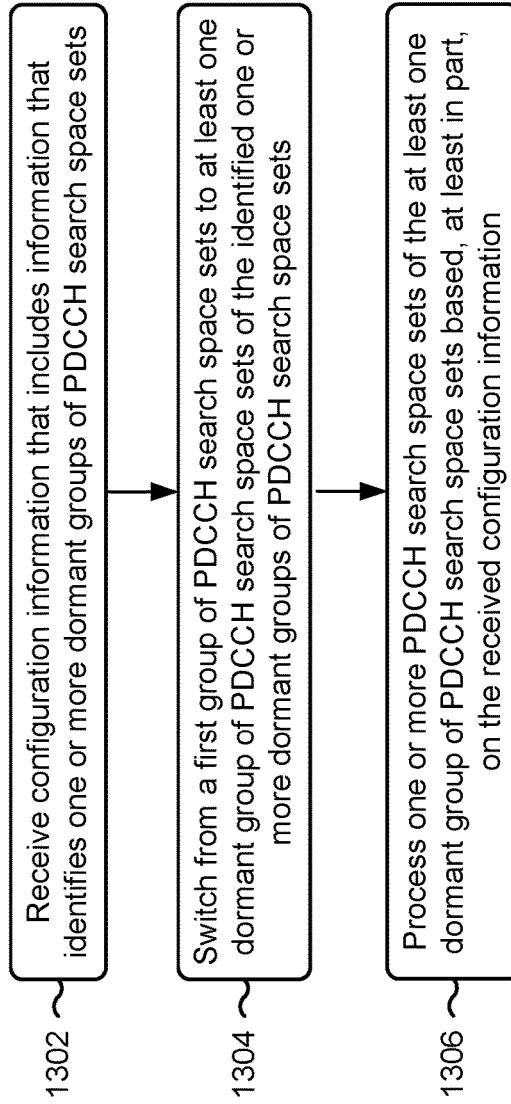 1302
Receive configuration information that includes information that
identifies one or more dormant groups of PDCCH search space sets
1304
Switch from a first group of PDCCH search space sets to at least one
dormant group of PDCCH search space sets of the identified one or
more dormant groups of PDCCH search space sets
1306
Process one or more PDCCH search space sets of the at least one
dormant group of PDCCH search space sets based, at least in part,
on the received configuration information